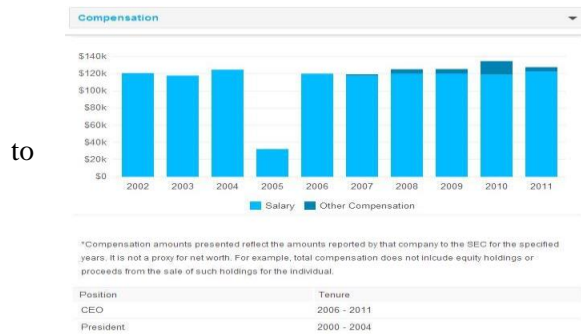 Compensation
$140k
$120k
$100k
$80k
$60k
$40k
$20k
$0
to
2002 2003 2004 2005 2006 2007 2008 2009 2010 2011
Salary Other Compensation
*Compensation amounts presented reflect the amounts reported by that company to the SEC for the specified
years. It is not a proxy for net worth. For example, total compensation does not inlcude equity holdings or
proceeds from the sale of such holdings for the individual.
Position Tenure
CEO 2006 - 2011
President 2000 - 2004